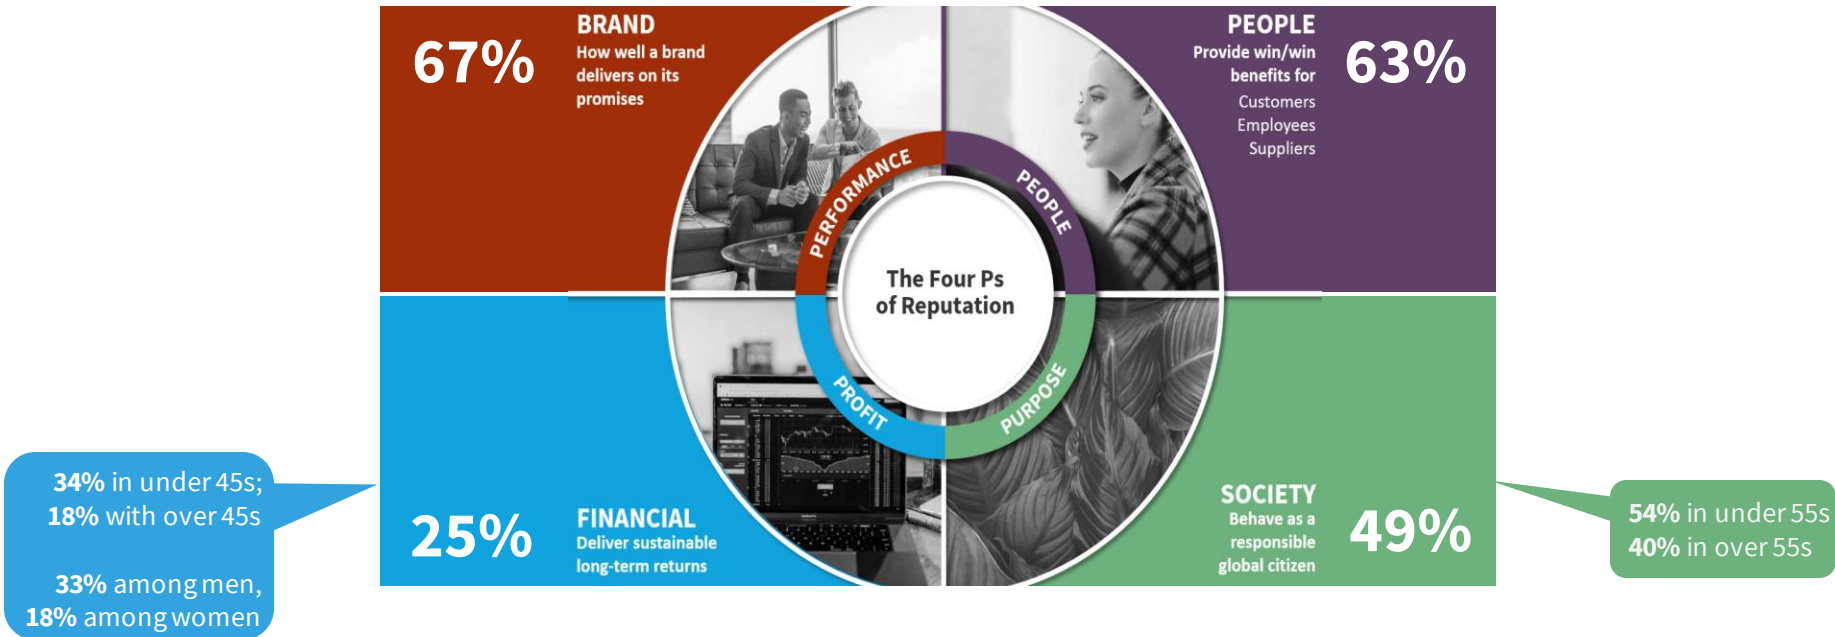 67%
BRAND
How well a brand
delivers on its
promises
PEOPLE
Provide win/win
benefits for
Customers
Employees
Suppliers
63%
PERFORMANCE
PEOPLE
The Four Ps
of Reputation
PROFIT
PURPOSE
34% in under 45s;
18% with over 45s
33% among men,
18% among women
25%
FINANCIAL
Deliver sustainable
long-term returns
SOCIETY
Behave as a
responsible
global citizen
49%
54% in under 55s
40% in over 55s